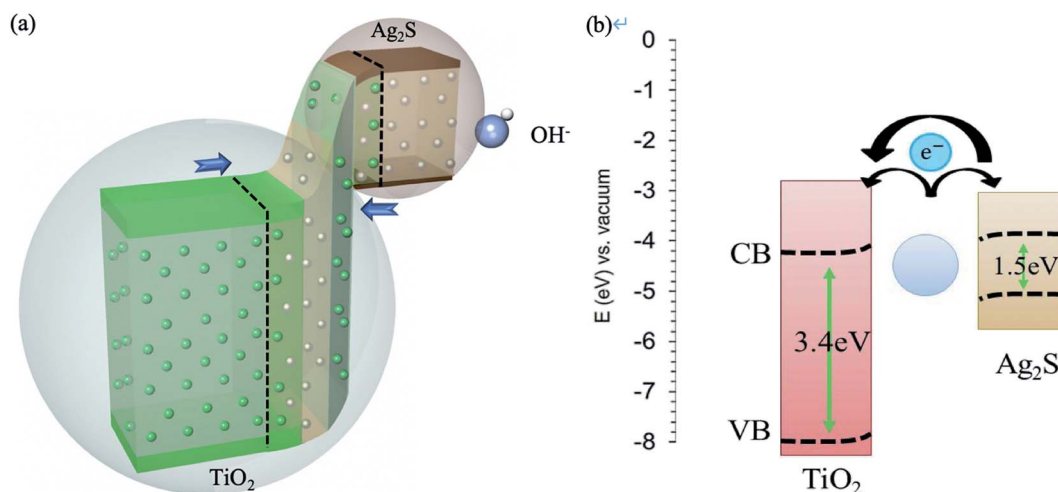 (a)
Ag₂S
OH⁻
TiO₂
(b)↵
E (eV) vs. vacuum
0
-1
-2
-3
-4
-5
-6
-7
-8
e⁻
CB
3.4eV
VB
TiO₂
1.5eV
Ag₂S